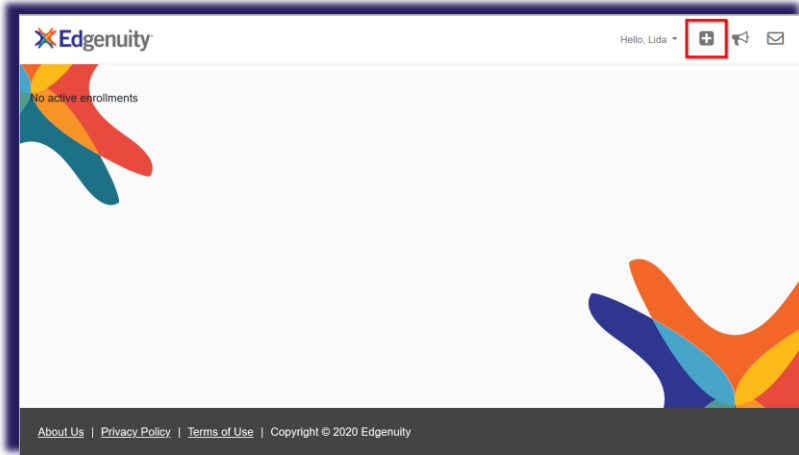 Edgenuity
Hello, Lida
No active enrollments
About Us | Privacy Policy | Terms of Use | Copyright © 2020 Edgenuity